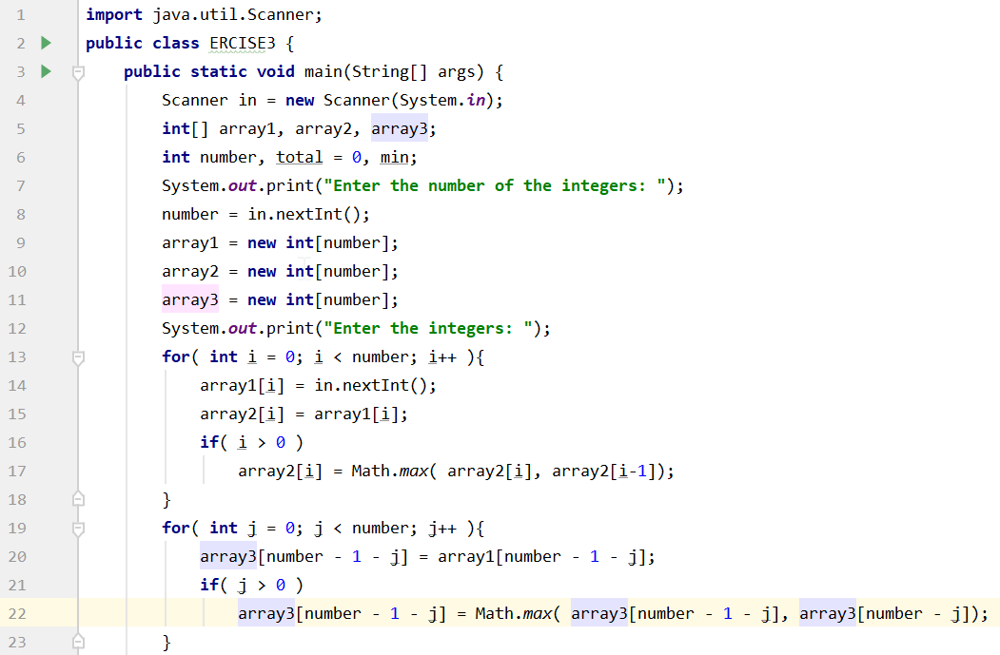 1 import java.util.Scanner;
2 public class ERCISE3 {
3 public static void main(String[] args) {
4 Scanner in = new Scanner(System.in);
5 int[] array1, array2, array3;
6 int number, total = 0, min;
7 System.out.print("Enter the number of the integers: ");
8 number = in.nextInt();
9 array1 = new int[number];
10 array2 = new int[number];
11 array3 = new int[number];
12 System.out.print("Enter the integers: ");
13 for( int i = 0; i < number; i++ ){
14 array1[i] = in.nextInt();
15 array2[i] = array1[i];
16 if( i > 0 )
17 array2[i] = Math.max( array2[i], array2[i-1]);
18 }
19 for( int j = 0; j < number; j++ ){
20 array3[number - 1 - j] = array1[number - 1 - j];
21 if( j > 0 )
22 array3[number - 1 - j] = Math.max( array3[number - 1 - j], array3[number - j]);
23 }